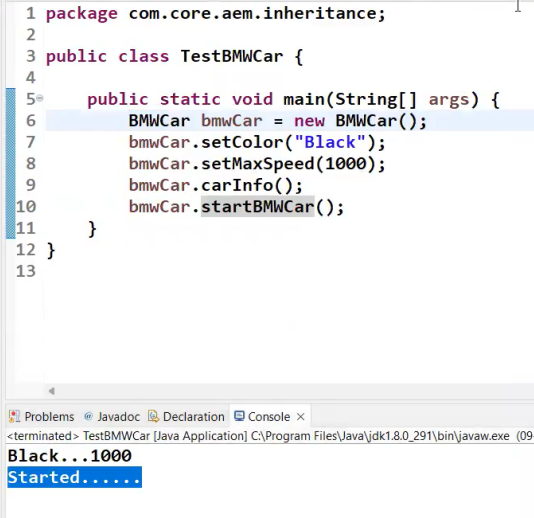 1 package com.core.aem.inheritance;
2
3 public class TestBMWCar {
4
5 public static void main(String[] args) {
6 BMWCar bmwCar = new BMWCar();
7 bmwCar.setColor("Black");
8 bmwCar.setMaxSpeed(1000);
9 bmwCar.carInfo();
10 bmwCar.startBMWCar();
11 }
12 }
13
Problems @ Javadoc Declaration Console
<terminated> TestBMWCar [Java Application] C:\Program Files\Java\jdk1.8.0_291\bin\javaw.exe (09-
Black...1000
Started......